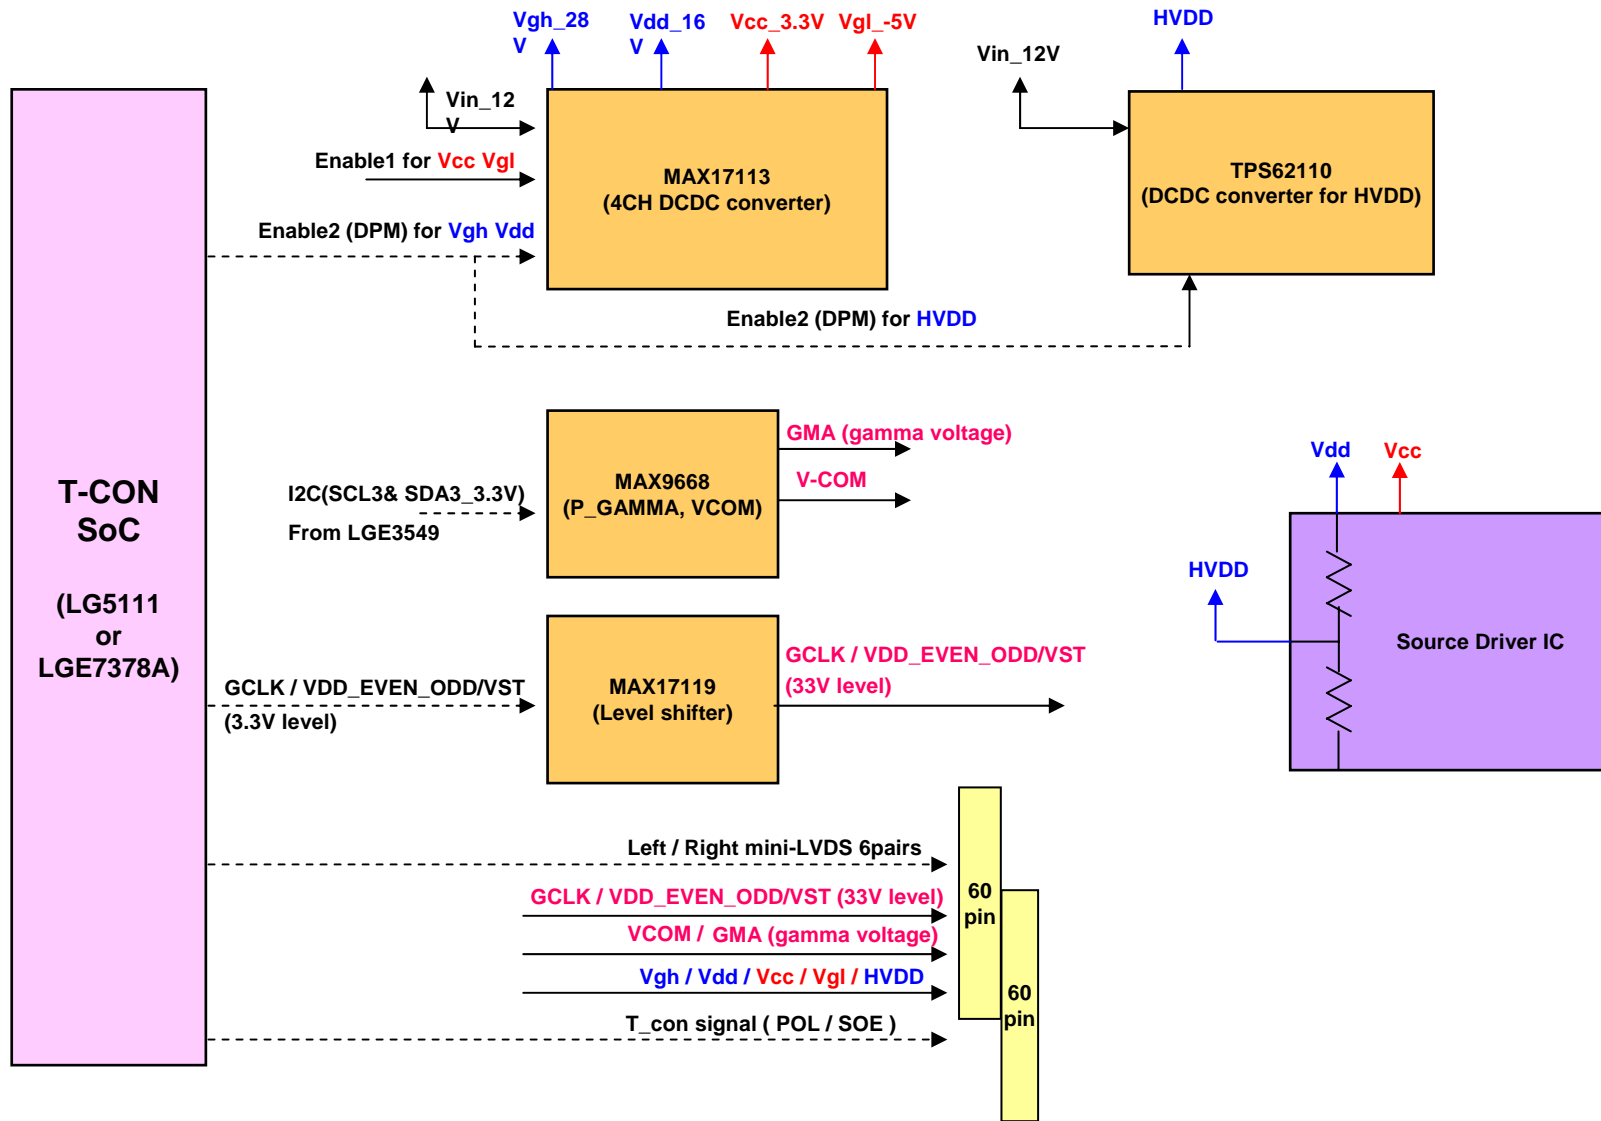 Vgh_28
V
Vdd_16
V
Vcc_3.3V
Vgl_-5V
HVDD
Vin_12
V
Vin_12V
Enable1 for Vcc Vgl
MAX17113
(4CH DCDC converter)
TPS62110
(DCDC converter for HVDD)
Enable2 (DPM) for Vgh Vdd
Enable2 (DPM) for HVDD
T-CON
SoC
(LG5111
or
LGE7378A)
I2C(SCL3& SDA3_3.3V)
From LGE3549
MAX9668
(P_GAMMA, VCOM)
GMA (gamma voltage)
V-COM
Vdd
Vcc
HVDD
Source Driver IC
GCLK / VDD_EVEN_ODD/VST
(3.3V level)
MAX17119
(Level shifter)
GCLK / VDD_EVEN_ODD/VST
(33V level)
Left / Right mini-LVDS 6pairs
GCLK / VDD_EVEN_ODD/VST (33V level)
VCOM / GMA (gamma voltage)
Vgh / Vdd / Vcc / Vgl / HVDD
T_con signal ( POL / SOE )
60
pin
60
pin